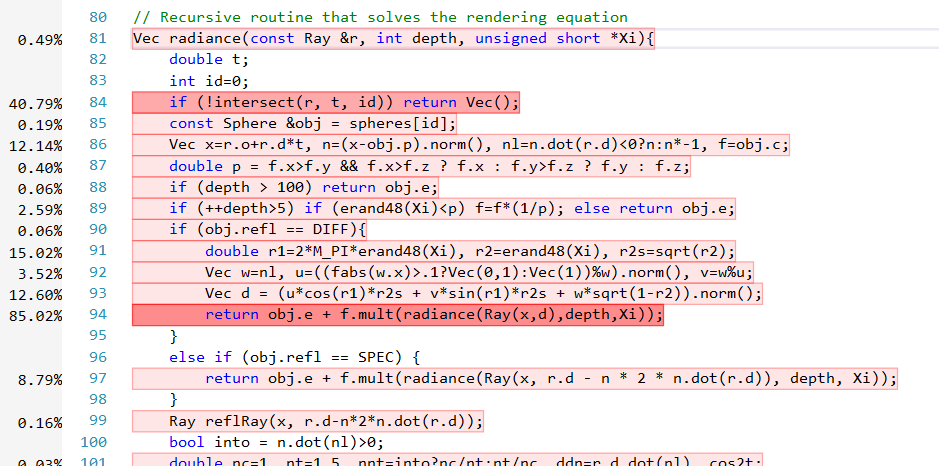 80 // Recursive routine that solves the rendering equation
0.49% 81 Vec radiance(const Ray &r, int depth, unsigned short *Xi){
82 double t;
83 int id=0;
40.79% 84 if (!intersect(r, t, id)) return Vec();
0.19% 85 const Sphere &obj = spheres[id];
12.14% 86 Vec x=r.o+r.d*t, n=(x-obj.p).norm(), nl=n.dot(r.d)<0?n:n*-1, f=obj.c;
0.40% 87 double p = f.x>f.y && f.x>f.z ? f.x : f.y>f.z ? f.y : f.z;
0.06% 88 if (depth > 100) return obj.e;
2.59% 89 if (++depth>5) if (erand48(Xi)<p) f=f*(1/p); else return obj.e;
0.06% 90 if (obj.refl == DIFF){
15.02% 91 double r1=2*M_PI*erand48(Xi), r2=erand48(Xi), r2s=sqrt(r2);
3.52% 92 Vec w=nl, u=((fabs(w.x)>.1?Vec(0,1):Vec(1))%w).norm(), v=w%u;
12.60% 93 Vec d = (u*cos(r1)*r2s + v*sin(r1)*r2s + w*sqrt(1-r2)).norm();
85.02% 94 return obj.e + f.mult(radiance(Ray(x,d),depth,Xi));
95 }
96 else if (obj.refl == SPEC) {
8.79% 97 return obj.e + f.mult(radiance(Ray(x, r.d - n * 2 * n.dot(r.d)), depth, Xi));
98 }
0.16% 99 Ray reflRay(x, r.d-n*2*n.dot(r.d));
100 bool into = n.dot(nl)>0;
0.03% 101 double nc=1, nt=1.5, nnt=into?nc/nt:nt/nc, ddn=r.d.dot(nl), cos2t;